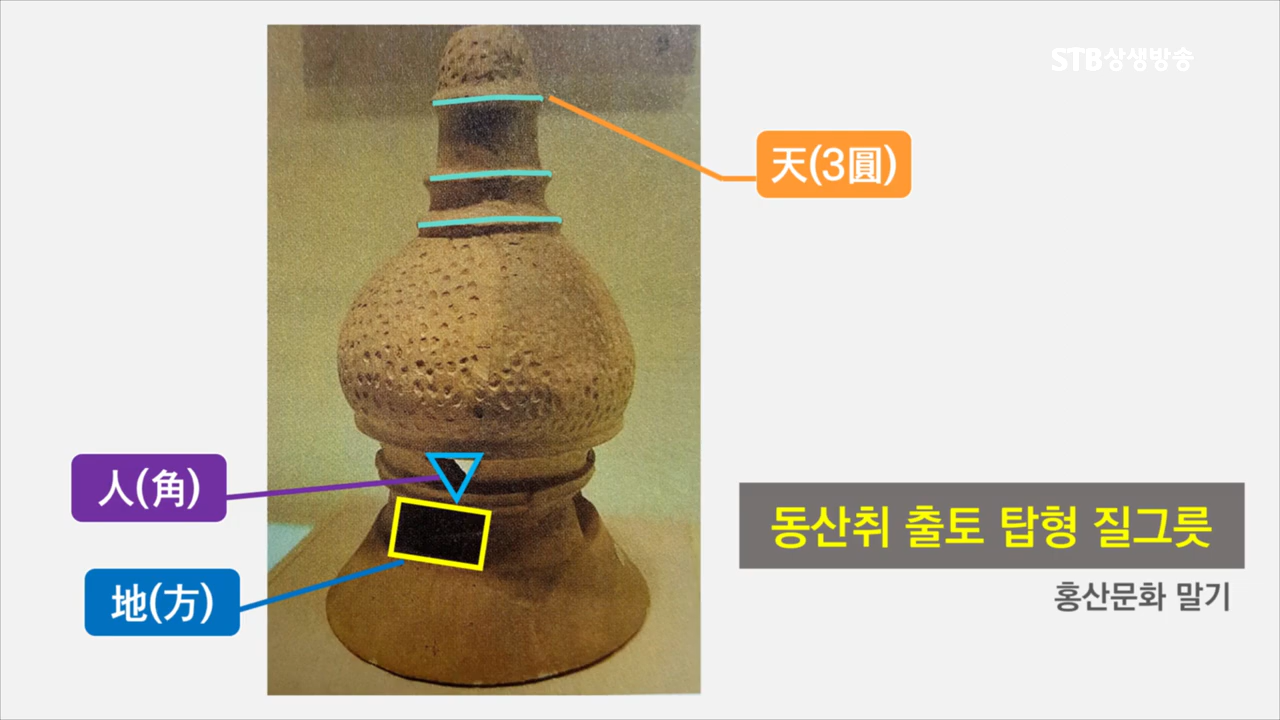 STB상생방송
天(3圓)
人(角)
地(方)
동산취 출토 탑형 질그릇
홍산문화 말기